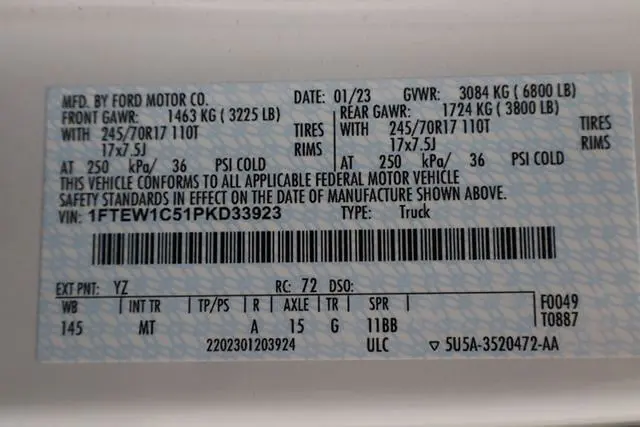 MFD. BY FORD MOTOR CO. DATE: 01/23 GVWR: 3084 KG (6800 LB)
FRONT GAWR: 1463 KG (3225 LB) REAR GAWR: 1724 KG (3800 LB)
WITH 245/70R17 110T TIRES WITH 245/70R17 110T TIRES
17x7.5J RIMS 17x7.5J RIMS
AT 250 kPa/ 36 PSI COLD AT 250 kPa/ 36 PSI COLD
THIS VEHICLE CONFORMS TO ALL APPLICABLE FEDERAL MOTOR VEHICLE
SAFETY STANDARDS IN EFFECT ON THE DATE OF MANUFACTURE SHOWN ABOVE.
VIN: 1FTEW1C51PKD33923 TYPE: Truck
EXT PNT: YZ RC: 72 DSO:
WB INT TR TP/PS R AXLE TR SPR F0049
145 MT A 15 G 11BB T0887
2202301203924 ULC ▽ 5U5A-3520472-AA